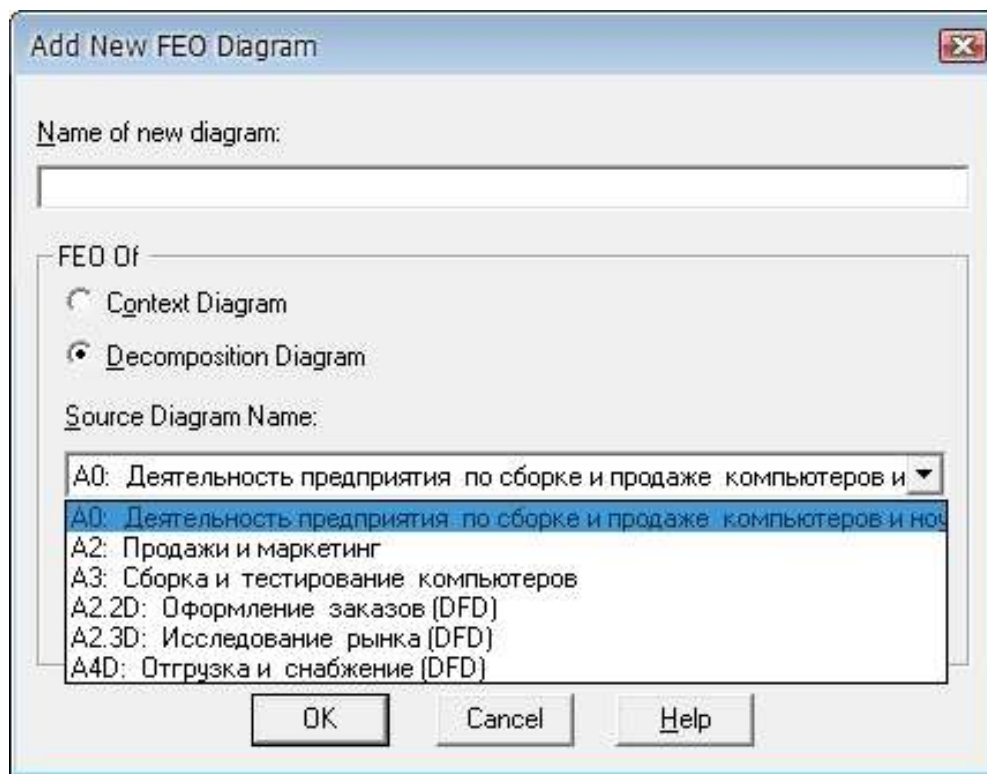 Add New FEO Diagram
Name of new diagram:
FEO Of
Context Diagram
Decomposition Diagram
Source Diagram Name:
A0: Деятельность предприятия по сборке и продаже компьютеров и
A0: Деятельность предприятия по сборке и продаже компьютеров и ноу
A2: Продажи и маркетинг
A3: Сборка и тестирование компьютеров
A2.2D: Оформление заказов (DFD)
A2.3D: Исследование рынка (DFD)
A4D: Отгрузка и снабжение (DFD)
OK Cancel Help